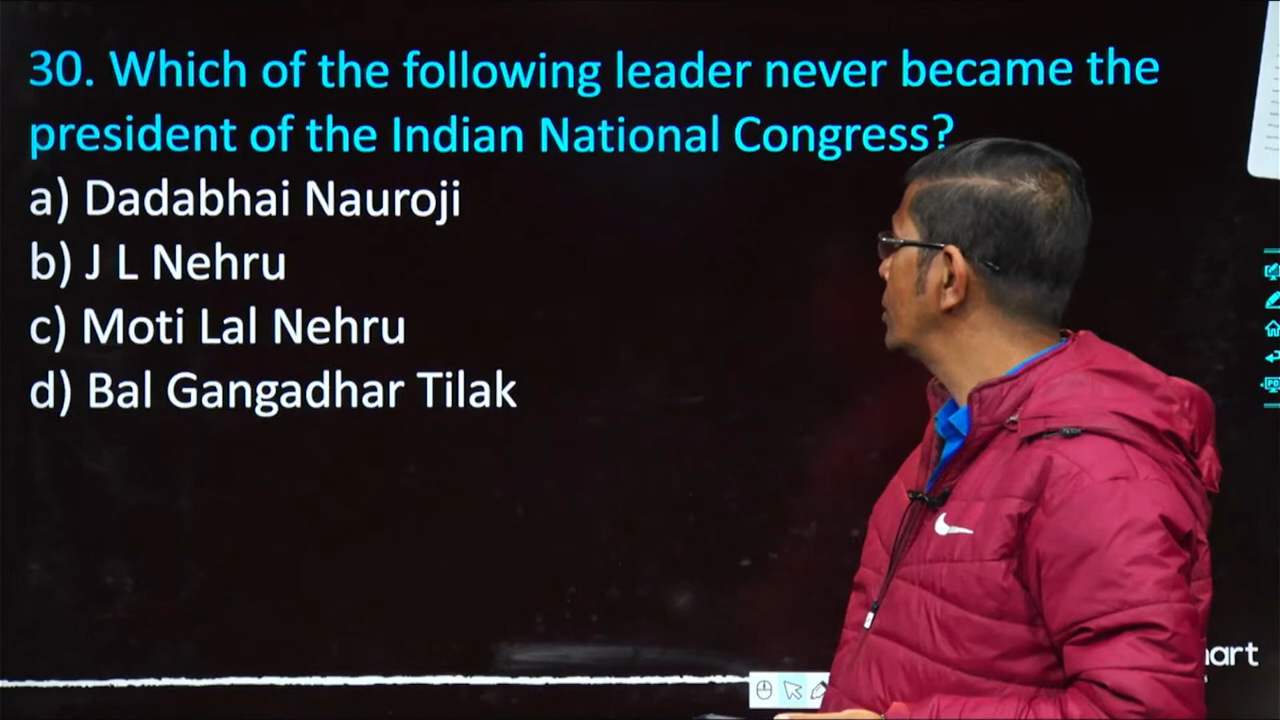 30. Which of the following leader never became the
president of the Indian National Congress?
a) Dadabhai Nauroji
b) J L Nehru
c) Moti Lal Nehru
d) Bal Gangadhar Tilak